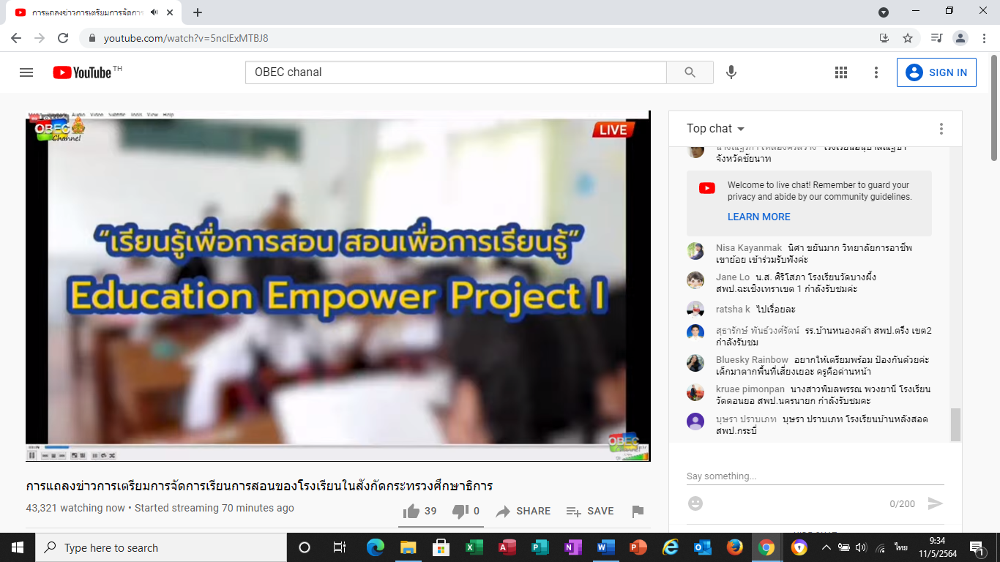 การแถลงข่าวการเตรียมการจัดการ
youtube.com/watch?v=5nclExMTBJ8
YouTube TH
OBEC chanal
SIGN IN
OBEC
Channel
LIVE
“เรียนรู้เพื่อการสอน สอนเพื่อการเรียนรู้”
Education Empower Project I
OBEC
การแถลงข่าวการเตรียมการจัดการเรียนการสอนของโรงเรียนในสังกัดกระทรวงศึกษาธิการ
43,321 watching now • Started streaming 70 minutes ago
39
0
SHARE
SAVE
Top chat
จังหวัดชัยนาท
Welcome to live chat! Remember to guard your
privacy and abide by our community guidelines.
LEARN MORE
Nisa Kayanmak นิศา ขยันมาก วิทยาลัยการอาชีพ
เขาย้อย เข้าร่วมรับฟังค่ะ
Jane Lo น.ส. ศิริโสภา โรงเรียนวัดบางผึ้ง
สพป.ฉะเชิงเทราเขต 1 กำลังรับชมค่ะ
ratsha k ไปเรื่อยละ
สุธารักษ์ พันธ์วงศ์รัตน์ รร.บ้านหนองคล้า สพป.ตรัง เขต2
กำลังรับชม
Bluesky Rainbow อยากให้เตรียมพร้อม ป้องกันด้วยค่ะ
เด็กมาตากพื้นที่เสี่ยงเยอะ ครูคือด่านหน้า
kruae pimonpan นางสาวพิมลพรรณ พวงยานี โรงเรียน
วัดดอนยอ สพป.นครนายก กำลังรับชมคะ
บุษรา ปราบเภท บุษรา ปราบเภท โรงเรียนบ้านหลังสอด
สพป.กระบี่
Say something...
0/200
Type here to search
ไทย
9:34
11/5/2564
1